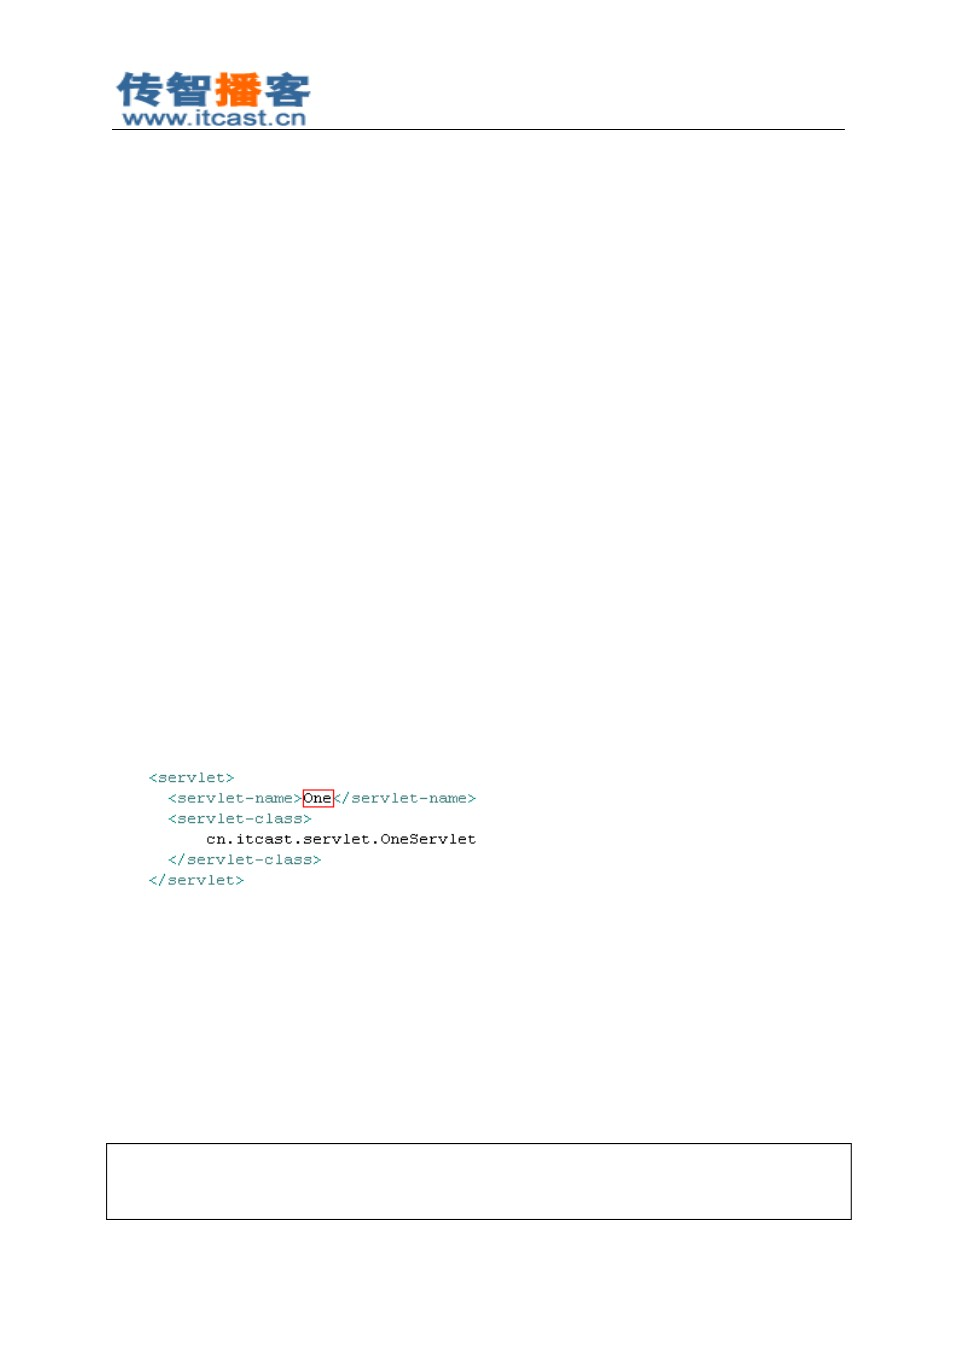 传智播客
www.itcast.cn
<servlet>
<servlet-name>One</servlet-name>
<servlet-class>
cn.itcast.servlet.OneServlet
</servlet-class>
</servlet>